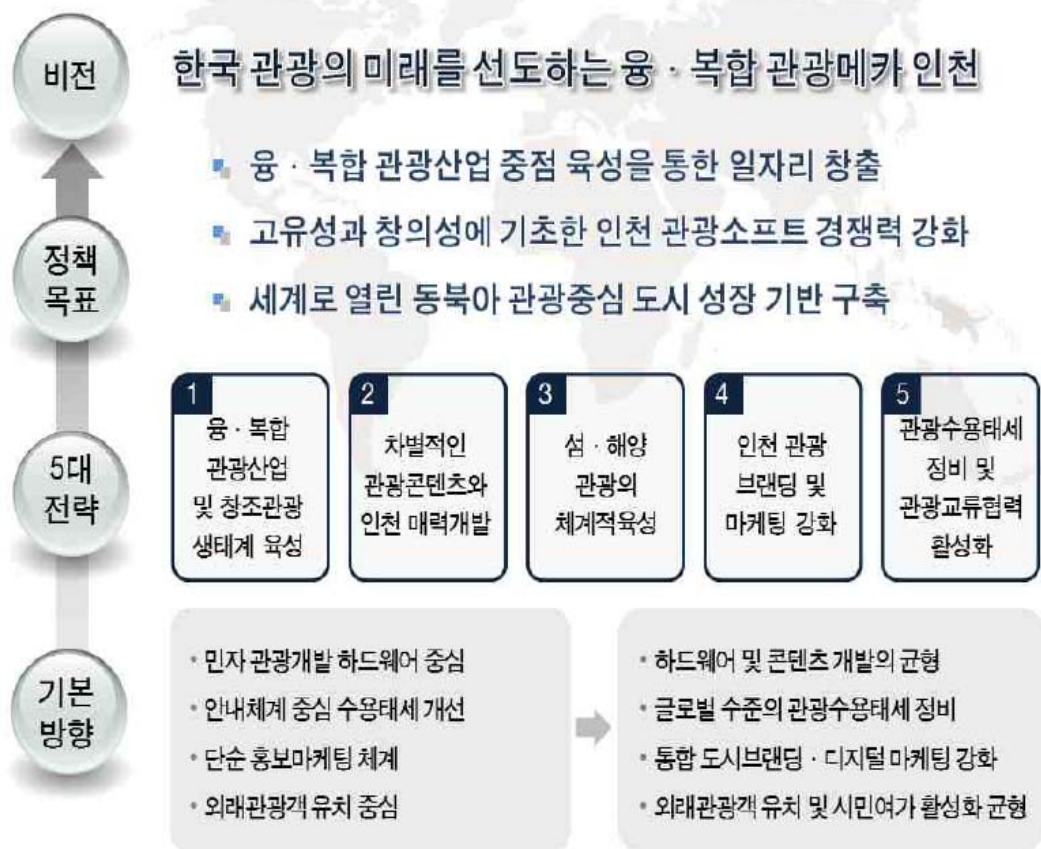 비전
한국 관광의 미래를 선도하는 융 · 복합 관광메카 인천
정책
목표
융 · 복합 관광산업 중점 육성을 통한 일자리 창출
고유성과 창의성에 기초한 인천 관광소프트 경쟁력 강화
세계로 열린 동북아 관광중심 도시 성장 기반 구축
5대
전략
1
융 · 복합
관광산업
및 창조관광
생태계 육성
2
차별적인
관광콘텐츠와
인천 매력개발
3
섬 · 해양
관광의
체계적육성
4
인천 관광
브랜딩 및
마케팅 강화
5
관광수용태세
정비 및
관광교류협력
활성화
기본
방향
• 민자 관광개발 하드웨어 중심
• 안내체계 중심 수용태세 개선
• 단순 홍보마케팅 체계
• 외래관광객 유치 중심
• 하드웨어 및 콘텐츠 개발의 균형
• 글로벌 수준의 관광수용태세 정비
• 통합 도시브랜딩 · 디지털 마케팅 강화
• 외래관광객 유치 및 시민여가 활성화 균형